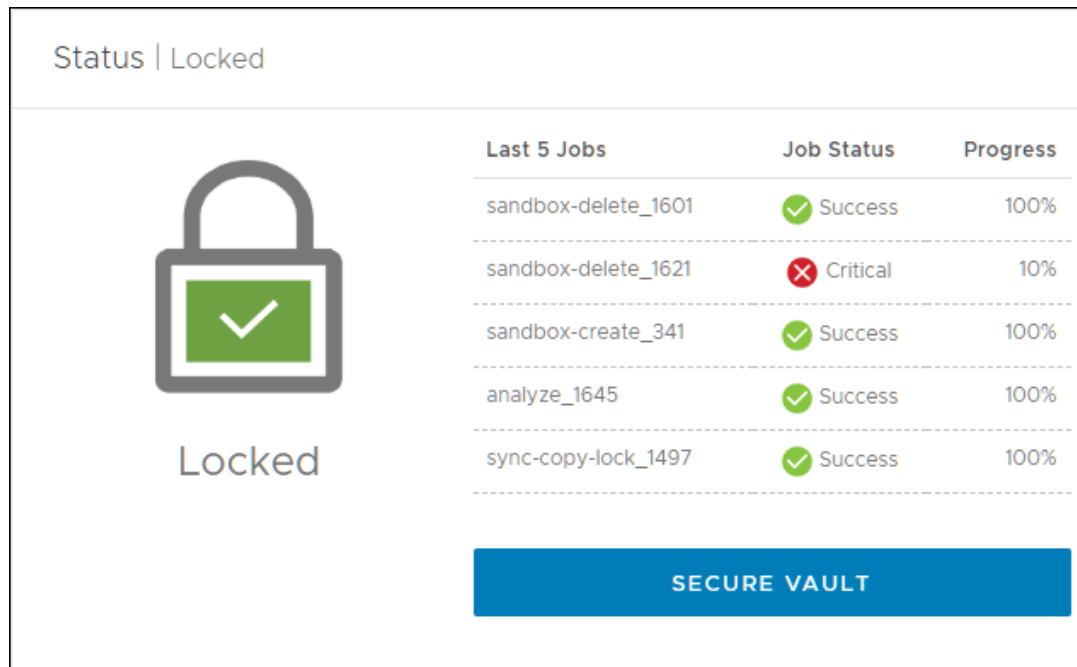 Status | Locked
Last 5 Jobs Job Status Progress
sandbox-delete_1601 Success 100%
sandbox-delete_1621 Critical 10%
sandbox-create_341 Success 100%
analyze_1645 Success 100%
sync-copy-lock_1497 Success 100%
Locked
SECURE VAULT